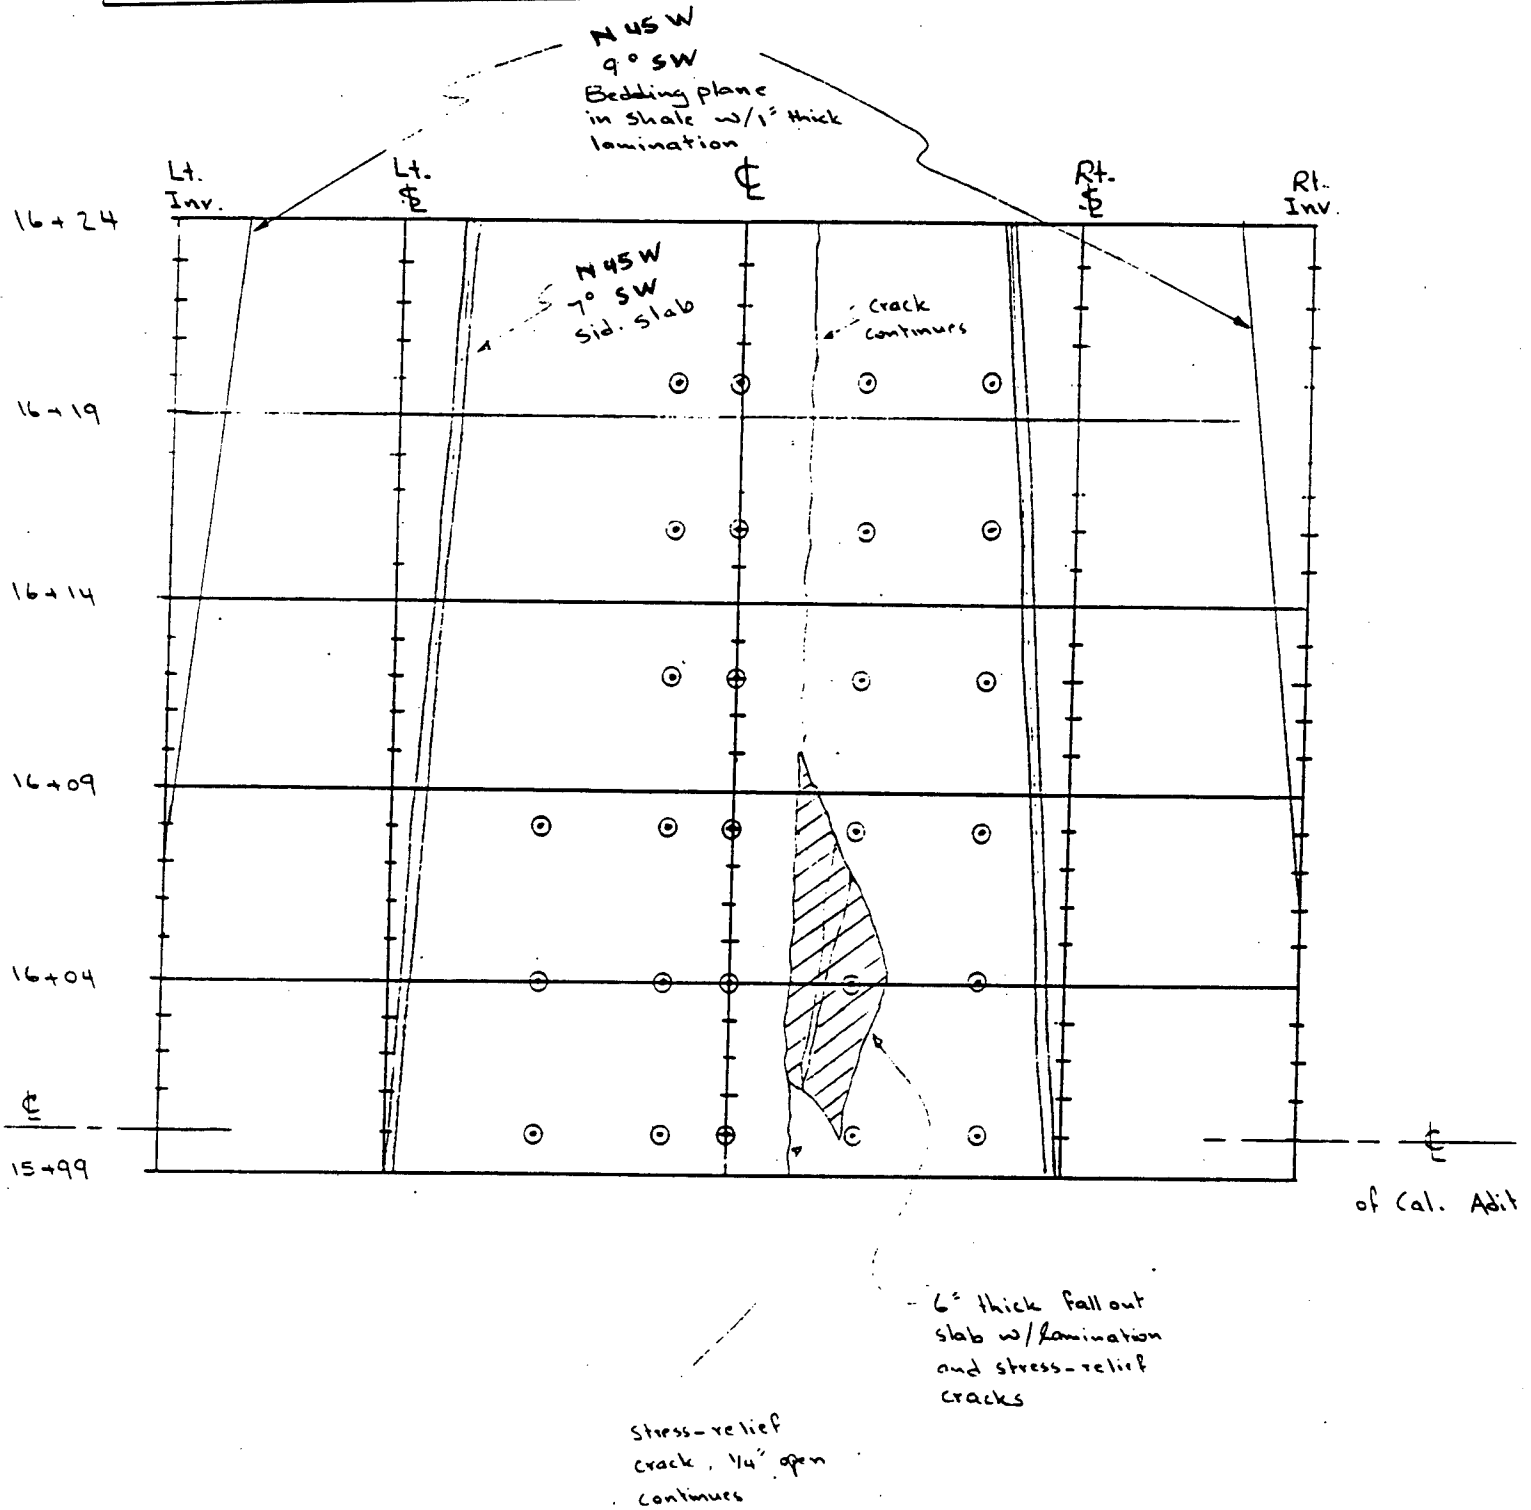 N 45 W
9° SW
Bedding plane
in shale w/1" thick
lamination
Lt.
Inv.
Lt.
℄
℄
Rt.
℄
Rt.
Inv.
16+24
N 45 W
7° SW
Sid. Slab
crack
continues
16+19
16+14
16+09
16+04
℄
15+99
℄
of Cal. Adit
6" thick fall out
slab w/lamination
and stress-relief
cracks
stress-relief
crack, 1/4" open
continues